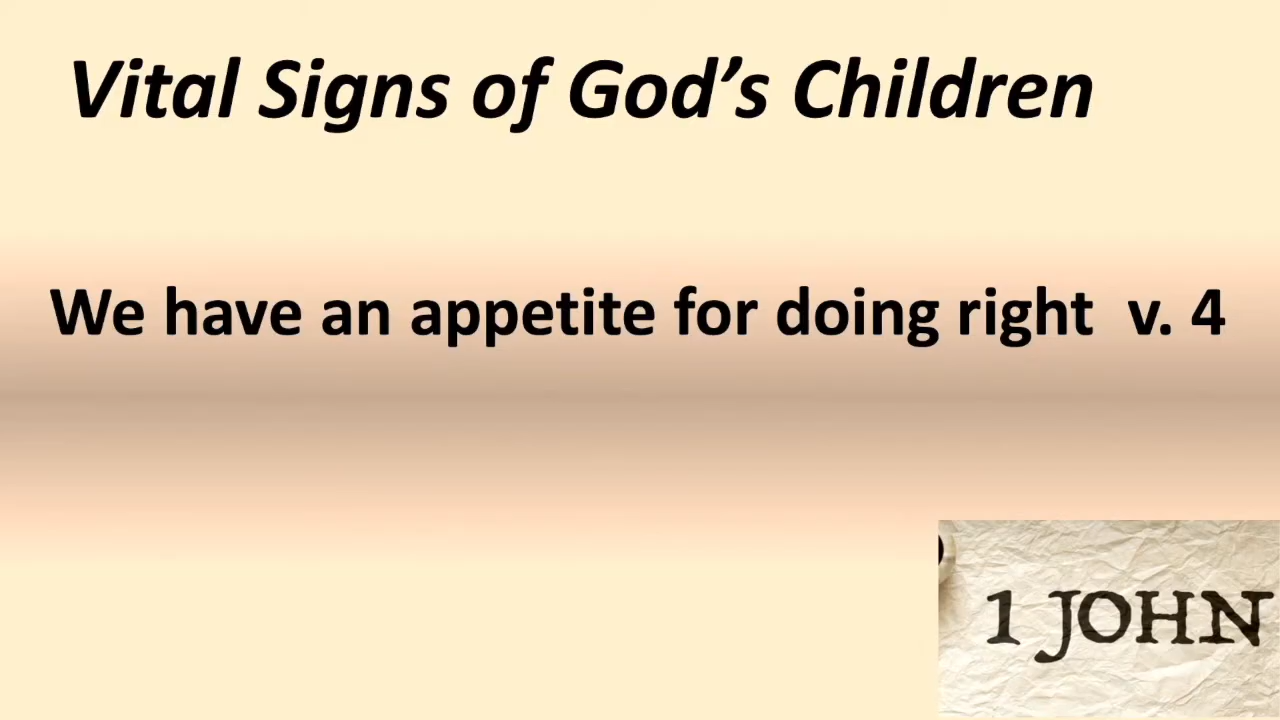 Vital Signs of God’s Children
We have an appetite for doing right v. 4
1 JOHN